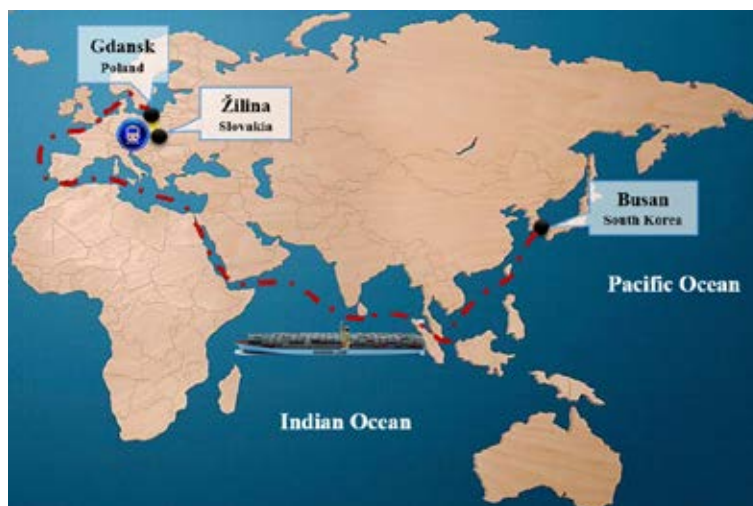 Gdansk
Poland
Žilina
Slovakia
Busan
South Korea
Pacific Ocean
Indian Ocean